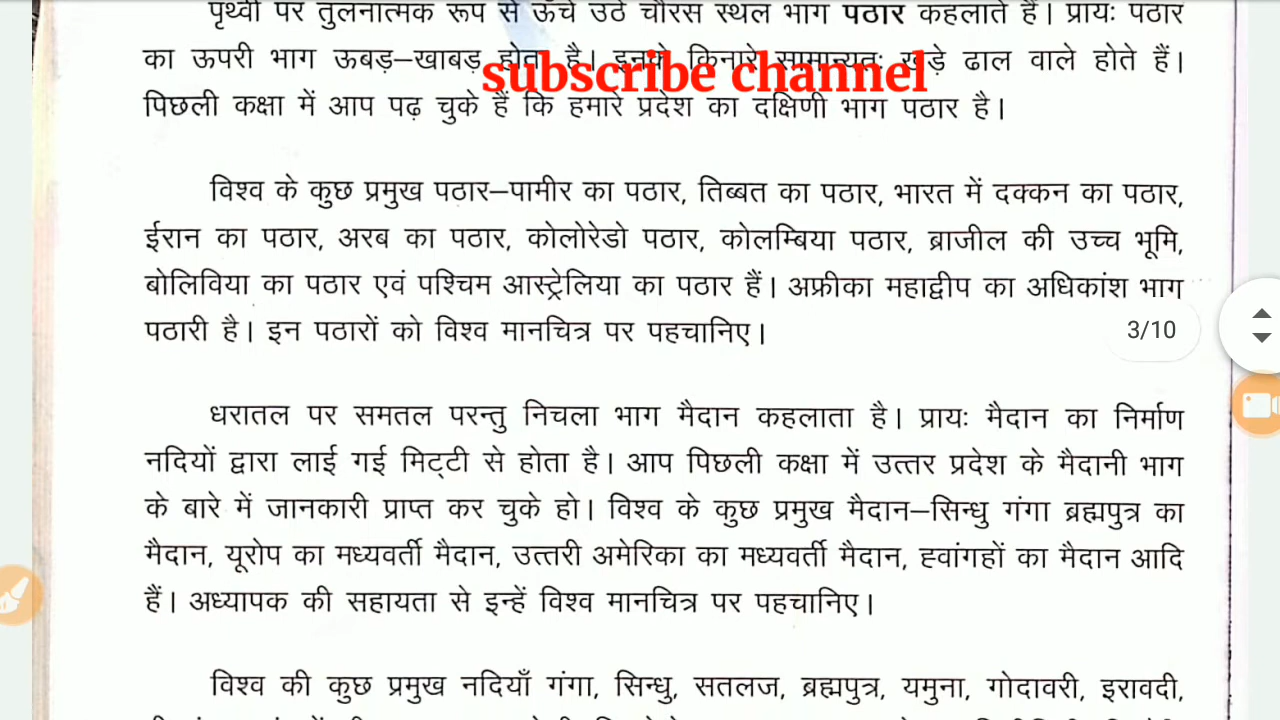 पृथ्वी पर तुलनात्मक रूप से ऊँचे उठे चौरस स्थल भाग पठार कहलाते हैं। प्रायः पठार
का ऊपरी भाग ऊबड़–खाबड़ होता है। इनके किनारे सामान्यतः खड़े ढाल वाले होते हैं।
subscribe channel
पिछली कक्षा में आप पढ़ चुके हैं कि हमारे प्रदेश का दक्षिणी भाग पठार है।
विश्व के कुछ प्रमुख पठार–पामीर का पठार, तिब्बत का पठार, भारत में दक्कन का पठार,
ईरान का पठार, अरब का पठार, कोलोरेडो पठार, कोलम्बिया पठार, ब्राजील की उच्च भूमि,
बोलिविया का पठार एवं पश्चिम आस्ट्रेलिया का पठार हैं। अफ्रीका महाद्वीप का अधिकांश भाग
पठारी है। इन पठारों को विश्व मानचित्र पर पहचानिए।
3/10
धरातल पर समतल परन्तु निचला भाग मैदान कहलाता है। प्रायः मैदान का निर्माण
नदियों द्वारा लाई गई मिट्टी से होता है। आप पिछली कक्षा में उत्तर प्रदेश के मैदानी भाग
के बारे में जानकारी प्राप्त कर चुके हो। विश्व के कुछ प्रमुख मैदान–सिन्धु गंगा ब्रह्मपुत्र का
मैदान, यूरोप का मध्यवर्ती मैदान, उत्तरी अमेरिका का मध्यवर्ती मैदान, ह्वांगहों का मैदान आदि
हैं। अध्यापक की सहायता से इन्हें विश्व मानचित्र पर पहचानिए।
विश्व की कुछ प्रमुख नदियाँ गंगा, सिन्धु, सतलज, ब्रह्मपुत्र, यमुना, गोदावरी, इरावदी,